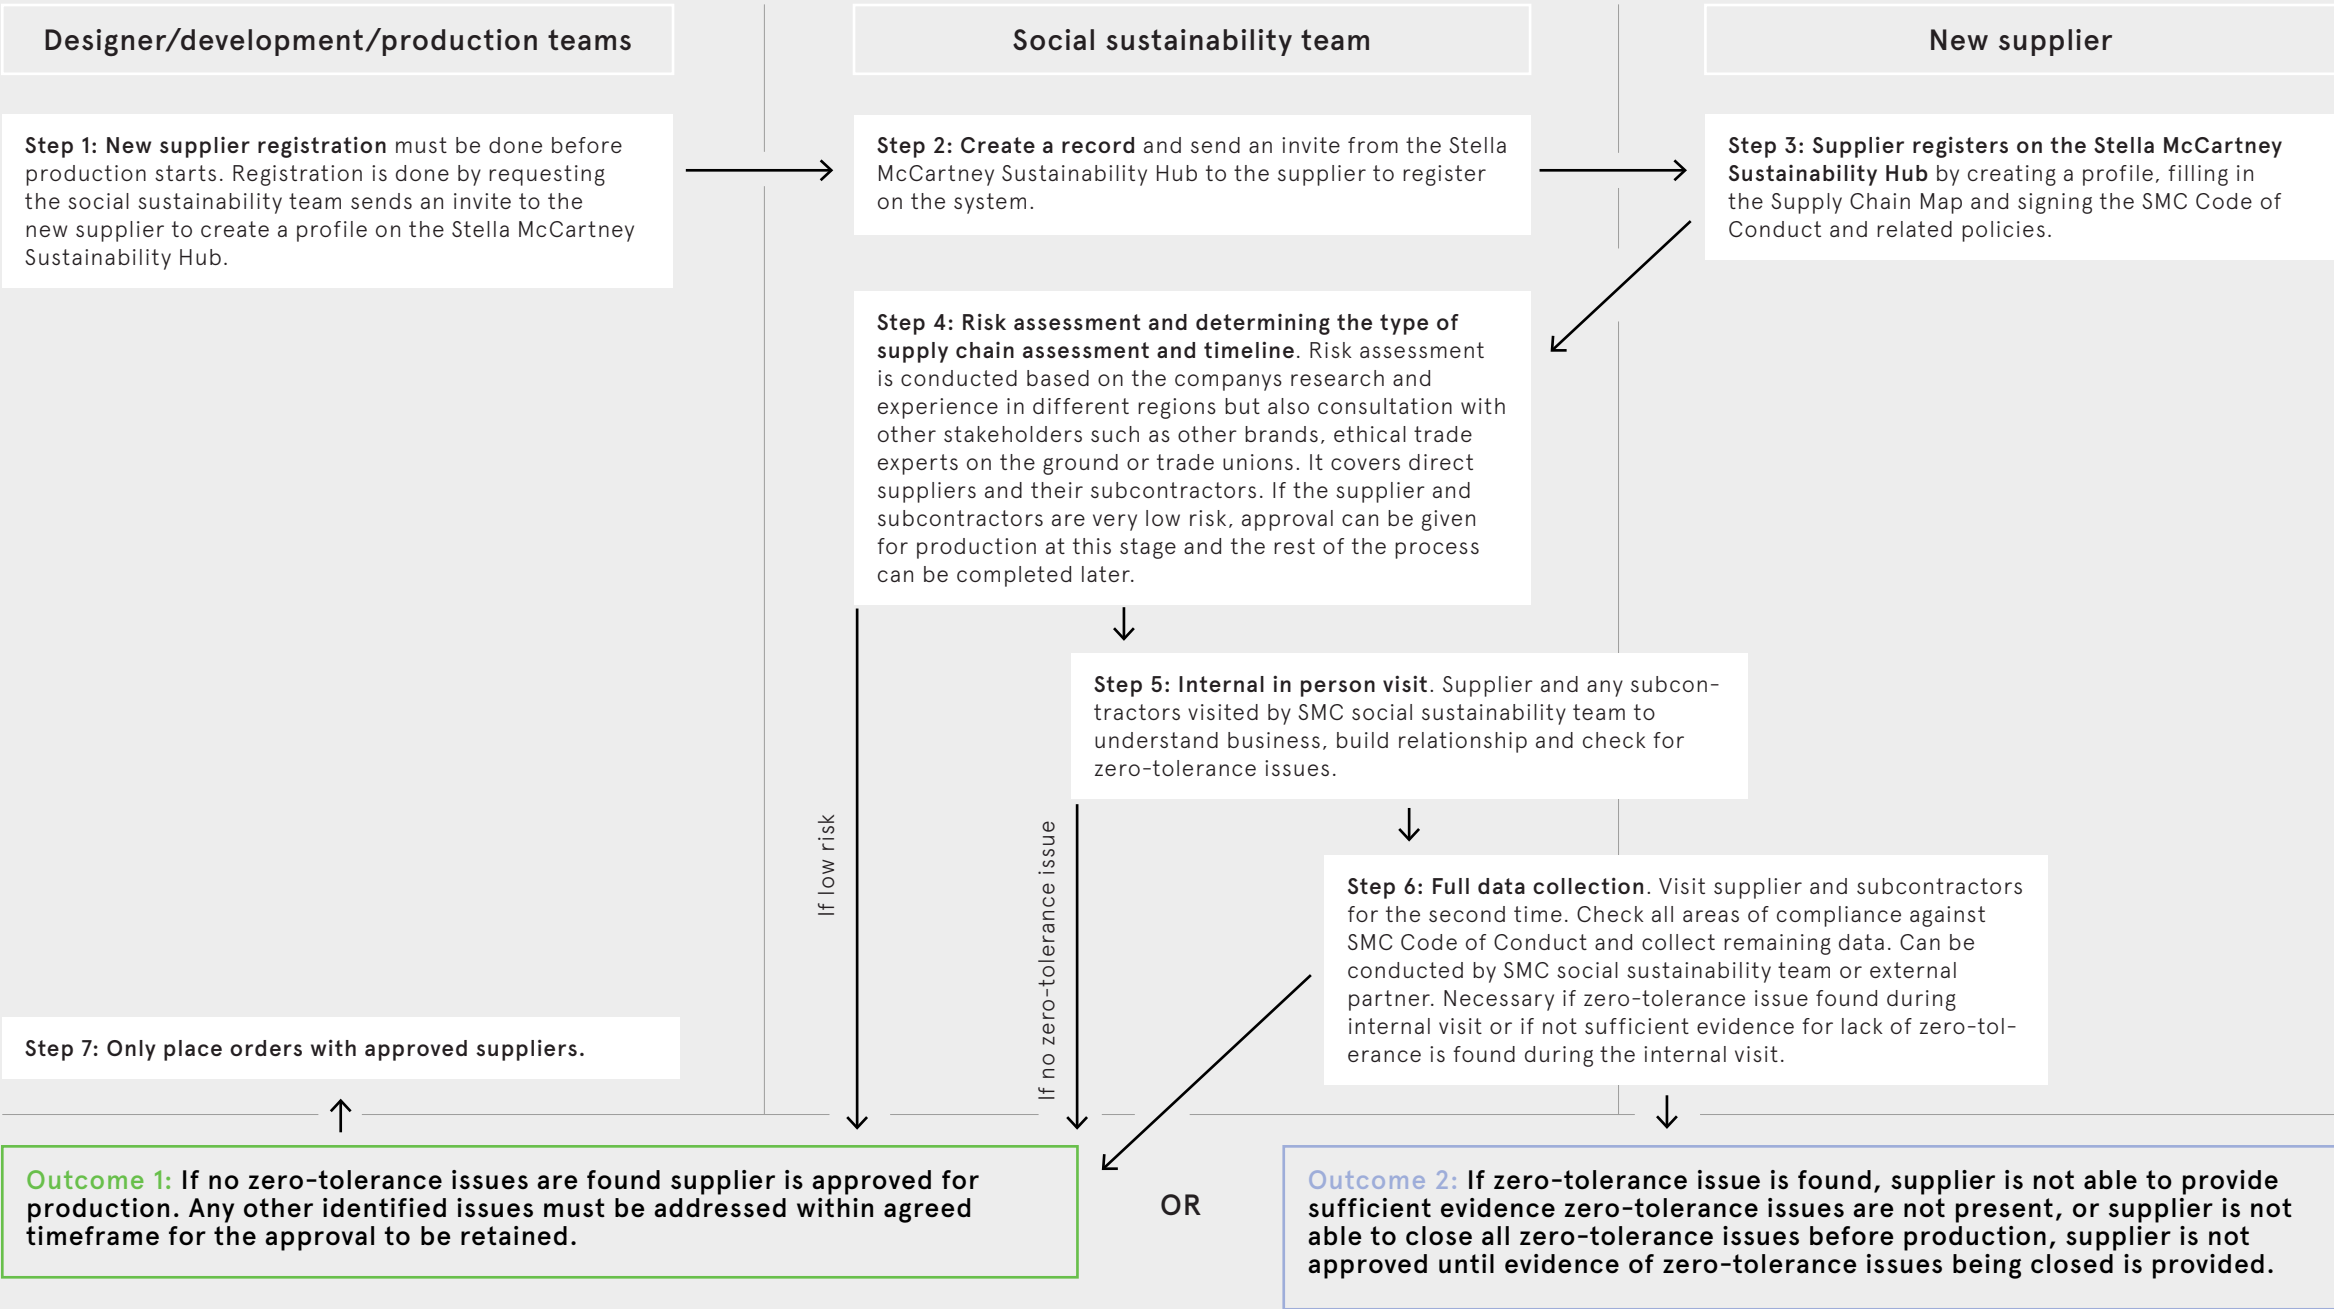 Designer/development/production teams
Social sustainability team
New supplier
Step 1: New supplier registration must be done before
production starts. Registration is done by requesting
the social sustainability team sends an invite to the
new supplier to create a profile on the Stella McCartney
Sustainability Hub.
Step 2: Create a record and send an invite from the Stella
McCartney Sustainability Hub to the supplier to register
on the system.
Step 3: Supplier registers on the Stella McCartney
Sustainability Hub by creating a profile, filling in
the Supply Chain Map and signing the SMC Code of
Conduct and related policies.
Step 4: Risk assessment and determining the type of
supply chain assessment and timeline. Risk assessment
is conducted based on the companys research and
experience in different regions but also consultation with
other stakeholders such as other brands, ethical trade
experts on the ground or trade unions. It covers direct
suppliers and their subcontractors. If the supplier and
subcontractors are very low risk, approval can be given
for production at this stage and the rest of the process
can be completed later.
Step 5: Internal in person visit. Supplier and any subcon-
tractors visited by SMC social sustainability team to
understand business, build relationship and check for
zero-tolerance issues.
If low risk
If no zero-tolerance issue
Step 6: Full data collection. Visit supplier and subcontractors
for the second time. Check all areas of compliance against
SMC Code of Conduct and collect remaining data. Can be
conducted by SMC social sustainability team or external
partner. Necessary if zero-tolerance issue found during
internal visit or if not sufficient evidence for lack of zero-tol-
erance is found during the internal visit.
Step 7: Only place orders with approved suppliers.
Outcome 1: If no zero-tolerance issues are found supplier is approved for
production. Any other identified issues must be addressed within agreed
timeframe for the approval to be retained.
OR
Outcome 2: If zero-tolerance issue is found, supplier is not able to provide
sufficient evidence zero-tolerance issues are not present, or supplier is not
able to close all zero-tolerance issues before production, supplier is not
approved until evidence of zero-tolerance issues being closed is provided.